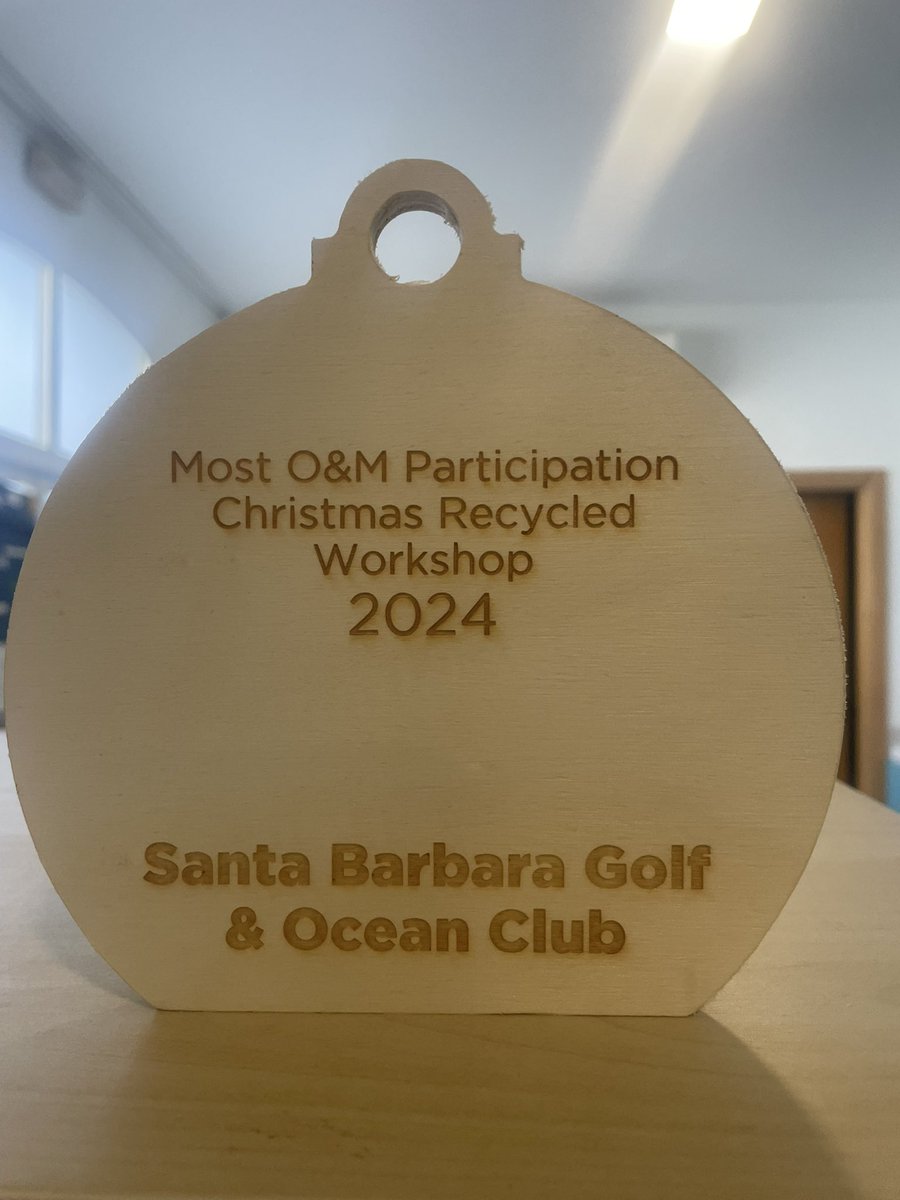 Most O&M Participation
Christmas Recycled
Workshop
2024
Santa Barbara Golf
& Ocean Club